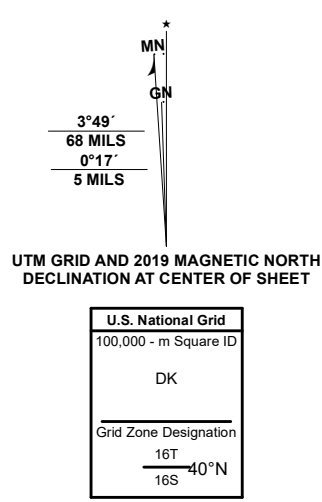 ★
MN
GN
3°49´
68 MILS
0°17´
5 MILS
UTM GRID AND 2019 MAGNETIC NORTH
DECLINATION AT CENTER OF SHEET
U.S. National Grid
100,000 - m Square ID
DK
Grid Zone Designation
16T
40°N
16S